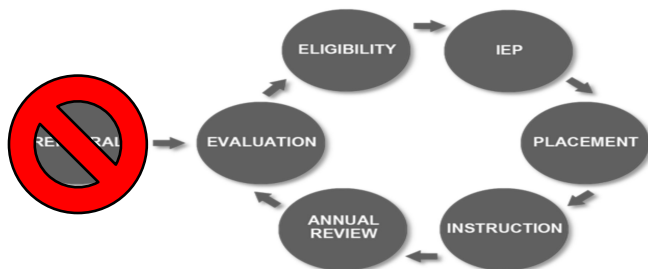 ELIGIBILITY
IEP
EVALUATION
PLACEMENT
ANNUAL
REVIEW
INSTRUCTION